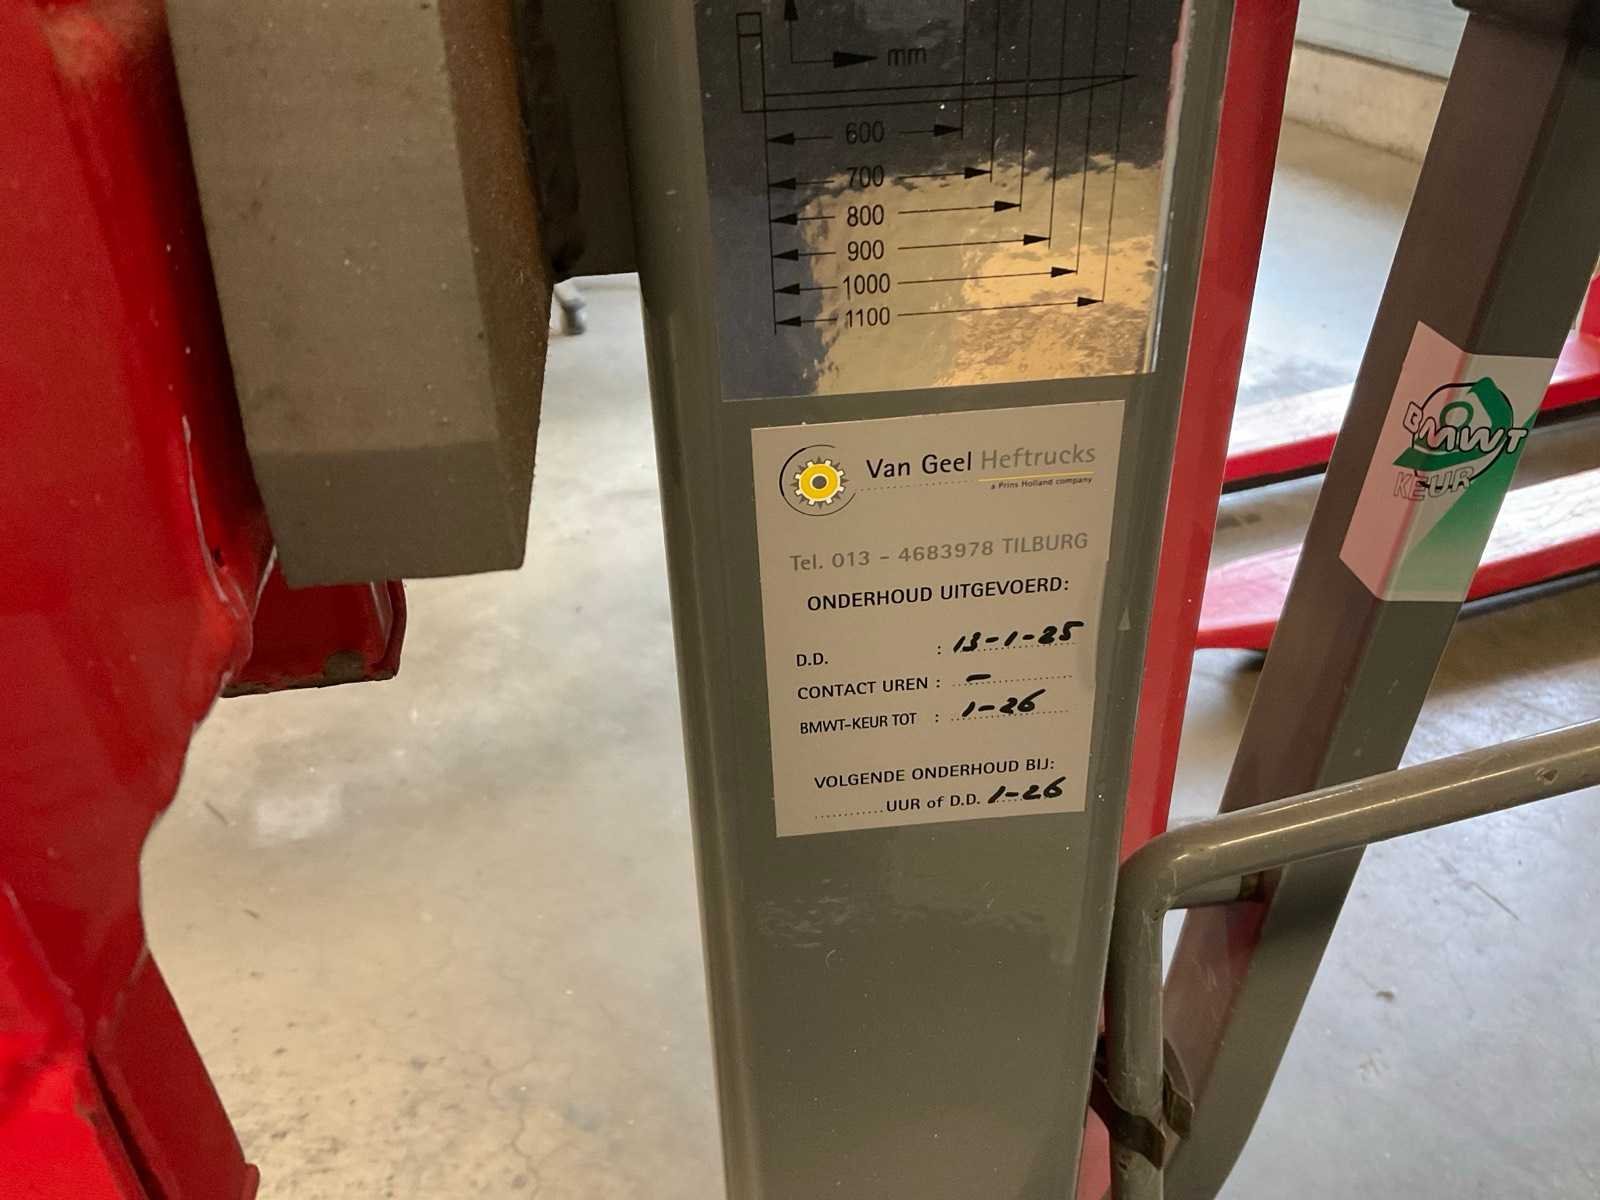 mm
600
700
800
900
1000
1100
Van Geel Heftrucks
a Prins Holland company
Tel. 013 - 4683978 TILBURG
ONDERHOUD UITGEVOERD:
D.D. : 13-1-25
CONTACT UREN : -
BMWT-KEUR TOT : 1-26
VOLGENDE ONDERHOUD BIJ:
UUR of D.D. 1-26
BMWT
KEUR